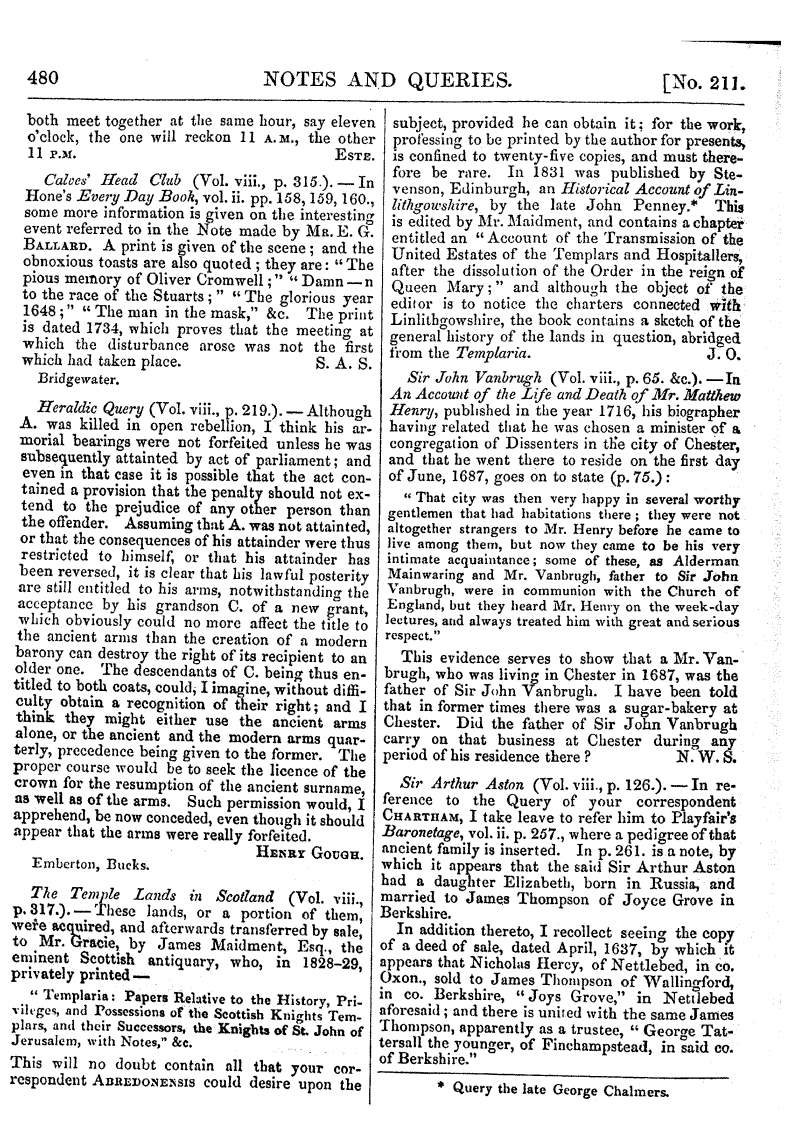 480 NOTES AND QUERIES. [No. 211.
both meet together at the same hour, say eleven
o'clock, the one will reckon 11 A.M., the other
11 P.M. ESTE.
Calves' Head Club (Vol. viii., p. 315.). — In
Hone's Every Day Book, vol. ii. pp. 158, 159, 160.,
some more information is given on the interesting
event referred to in the Note made by MR. E. G.
BALLARD. A print is given of the scene; and the
obnoxious toasts are also quoted; they are: "The
pious memory of Oliver Cromwell;" "Damn—n
to the race of the Stuarts;" "The glorious year
1648;" "The man in the mask," &c. The print
is dated 1734, which proves that the meeting at
which the disturbance arose was not the first
which had taken place. S. A. S.
Bridgewater.
Heraldic Query (Vol. viii., p. 219.). — Although
A. was killed in open rebellion, I think his ar-
morial bearings were not forfeited unless he was
subsequently attainted by act of parliament; and
even in that case it is possible that the act con-
tained a provision that the penalty should not ex-
tend to the prejudice of any other person than
the offender. Assuming that A. was not attainted,
or that the consequences of his attainder were thus
restricted to himself, or that his attainder has
been reversed, it is clear that his lawful posterity
are still entitled to his arms, notwithstanding the
acceptance by his grandson C. of a new grant,
which obviously could no more affect the title to
the ancient arms than the creation of a modern
barony can destroy the right of its recipient to an
older one. The descendants of C. being thus en-
titled to both coats, could, I imagine, without diffi-
culty obtain a recognition of their right; and I
think they might either use the ancient arms
alone, or the ancient and the modern arms quar-
terly, precedence being given to the former. The
proper course would be to seek the licence of the
crown for the resumption of the ancient surname,
as well as of the arms. Such permission would, I
apprehend, be now conceded, even though it should
appear that the arms were really forfeited.
HENRY GOUGH.
Emberton, Bucks.
The Temple Lands in Scotland (Vol. viii.,
p. 317.). — These lands, or a portion of them,
were acquired, and afterwards transferred by sale,
to Mr. Gracie, by James Maidment, Esq., the
eminent Scottish antiquary, who, in 1828-29,
privately printed —
"Templaria: Papers Relative to the History, Pri-
vileges, and Possessions of the Scottish Knights Tem-
plars, and their Successors, the Knights of St. John of
Jerusalem, with Notes," &c.
This will no doubt contain all that your cor-
respondent ABREDONENSIS could desire upon the
subject, provided he can obtain it; for the work,
professing to be printed by the author for presents,
is confined to twenty-five copies, and must there-
fore be rare. In 1831 was published by Ste-
venson, Edinburgh, an Historical Account of Lin-
lithgowshire, by the late John Penney.* This
is edited by Mr. Maidment, and contains a chapter
entitled an "Account of the Transmission of the
United Estates of the Templars and Hospitallers,
after the dissolution of the Order in the reign of
Queen Mary;" and although the object of the
editor is to notice the charters connected with
Linlithgowshire, the book contains a sketch of the
general history of the lands in question, abridged
from the Templaria. J. O.
Sir John Vanbrugh (Vol. viii., p. 65. &c.). — In
An Account of the Life and Death of Mr. Matthew
Henry, published in the year 1716, his biographer
having related that he was chosen a minister of a
congregation of Dissenters in the city of Chester,
and that he went there to reside on the first day
of June, 1687, goes on to state (p. 75.):
"That city was then very happy in several worthy
gentlemen that had habitations there; they were not
altogether strangers to Mr. Henry before he came to
live among them, but now they came to be his very
intimate acquaintance; some of these, as Alderman
Mainwaring and Mr. Vanbrugh, father to Sir John
Vanbrugh, were in communion with the Church of
England, but they heard Mr. Henry on the week-day
lectures, and always treated him with great and serious
respect."
This evidence serves to show that a Mr. Van-
brugh, who was living in Chester in 1687, was the
father of Sir John Vanbrugh. I have been told
that in former times there was a sugar-bakery at
Chester. Did the father of Sir John Vanbrugh
carry on that business at Chester during any
period of his residence there? N. W. S.
Sir Arthur Aston (Vol. viii., p. 126.). — In re-
ference to the Query of your correspondent
CHARTHAM, I take leave to refer him to Playfair's
Baronetage, vol. ii. p. 257., where a pedigree of that
ancient family is inserted. In p. 261. is a note, by
which it appears that the said Sir Arthur Aston
had a daughter Elizabeth, born in Russia, and
married to James Thompson of Joyce Grove in
Berkshire.
In addition thereto, I recollect seeing the copy
of a deed of sale, dated April, 1637, by which it
appears that Nicholas Hercy, of Nettlebed, in co.
Oxon., sold to James Thompson of Wallingford,
in co. Berkshire, "Joys Grove," in Nettlebed
aforesaid; and there is united with the same James
Thompson, apparently as a trustee, "George Tat-
tersall the younger, of Finchampstead, in said co.
of Berkshire."
* Query the late George Chalmers.